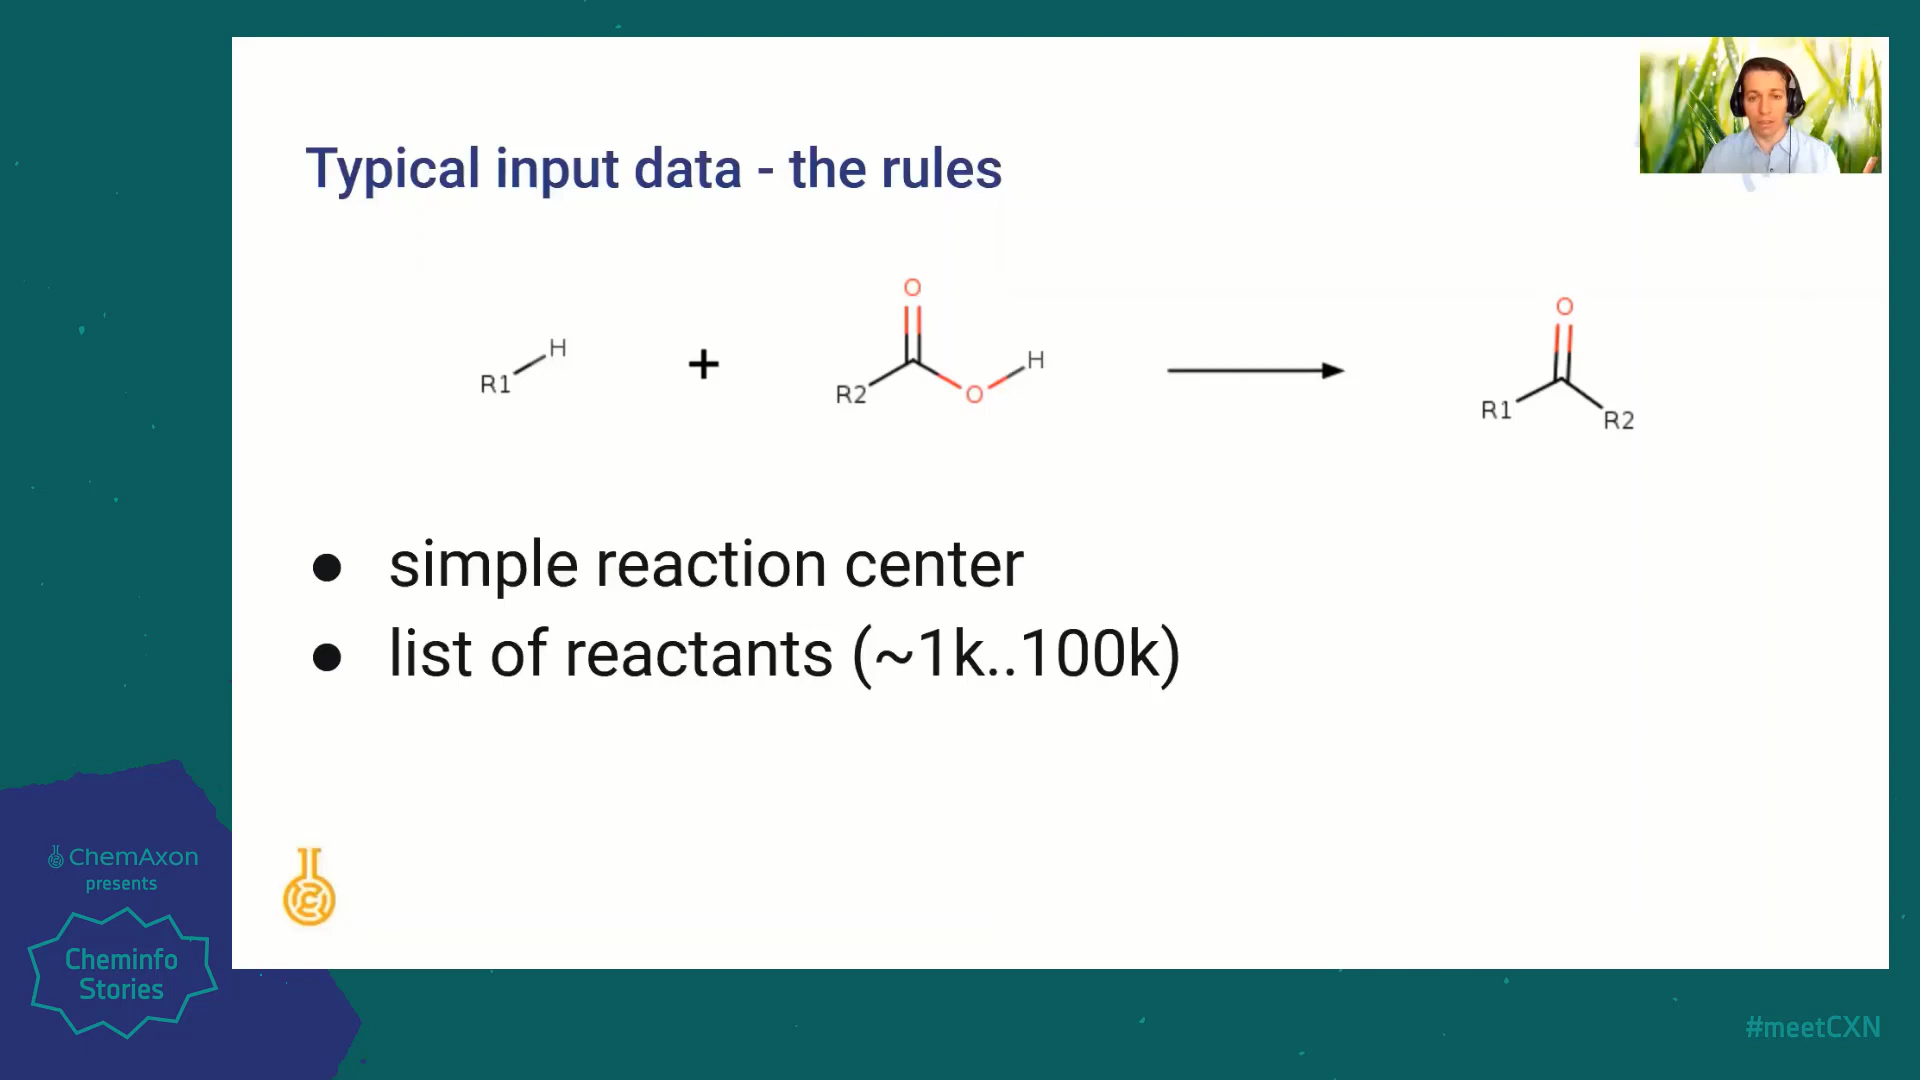 Typical input data - the rules
O
O
H
H
+
R1
R2
O
R1
R2
● simple reaction center
● list of reactants (~1k..100k)
ChemAxon
presents
Cheminfo
Stories
#meetCXN